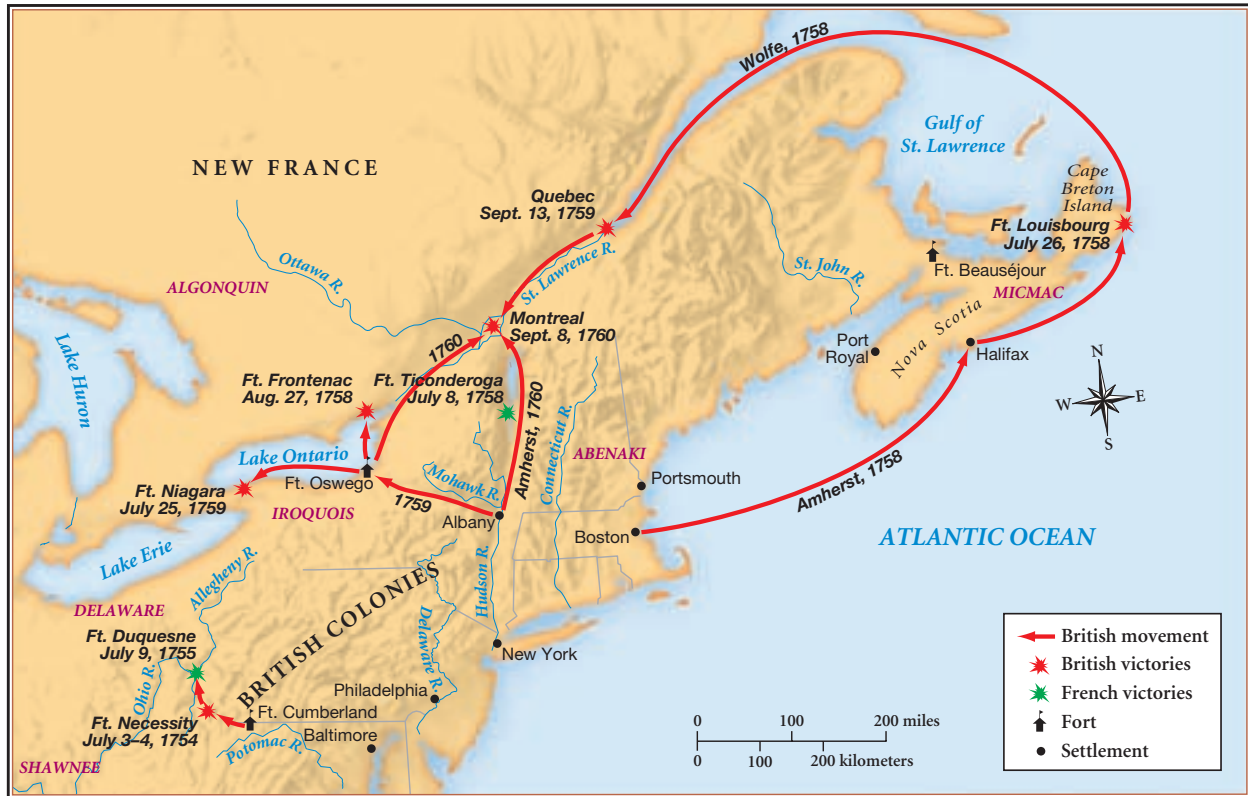 Wolfe, 1758
Gulf of
St. Lawrence
NEW FRANCE
Cape
Breton
Island
Quebec
Sept. 13, 1759
Ft. Louisbourg
July 26, 1758
Ottawa R.
St. Lawrence R.
St. John R.
Ft. Beauséjour
ALGONQUIN
MICMAC
Montreal
Sept. 8, 1760
Nova Scotia
Port
Royal
Halifax
Lake Huron
1760
Ft. Frontenac
Aug. 27, 1758
Ft. Ticonderoga
July 8, 1758
N
W
E
S
Amherst, 1760
Connecticut R.
ABENAKI
Lake Ontario
Ft. Oswego
Mohawk R.
Portsmouth
Amherst, 1758
Ft. Niagara
July 25, 1759
IROQUOIS
1759
Albany
Boston
ATLANTIC OCEAN
Lake Erie
Allegheny R.
Hudson R.
BRITISH COLONIES
DELAWARE
Delaware R.
Ft. Duquesne
July 9, 1755
New York
Ohio R.
Philadelphia
Ft. Cumberland
Ft. Necessity
July 3–4, 1754
Baltimore
Potomac R.
SHAWNEE
0
100
200 miles
0
100
200 kilometers
British movement
British victories
French victories
Fort
Settlement